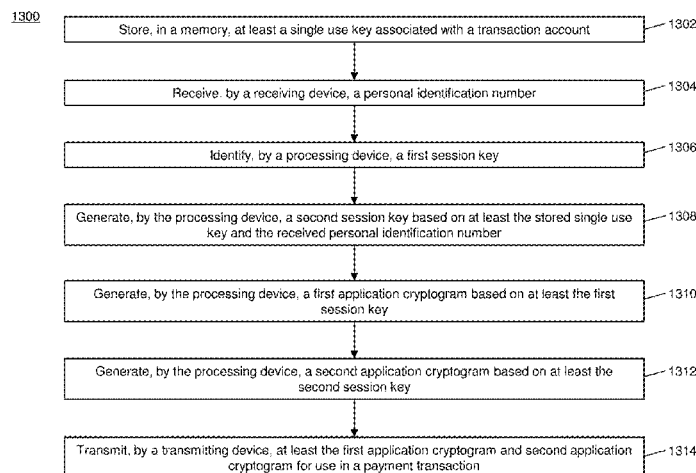 1300
Store, in a memory, at least a single use key associated with a transaction account
1302
Receive, by a receiving device, a personal identification number
1304
Identify, by a processing device, a first session key
1306
Generate, by the processing device, a second session key based on at least the stored single use
key and the received personal identification number
1308
Generate, by the processing device, a first application cryptogram based on at least the first
session key
1310
Generate, by the processing device, a second application cryptogram based on at least the
second session key
1312
Transmit, by a transmitting device, at least the first application cryptogram and second application
cryptogram for use in a payment transaction
1314